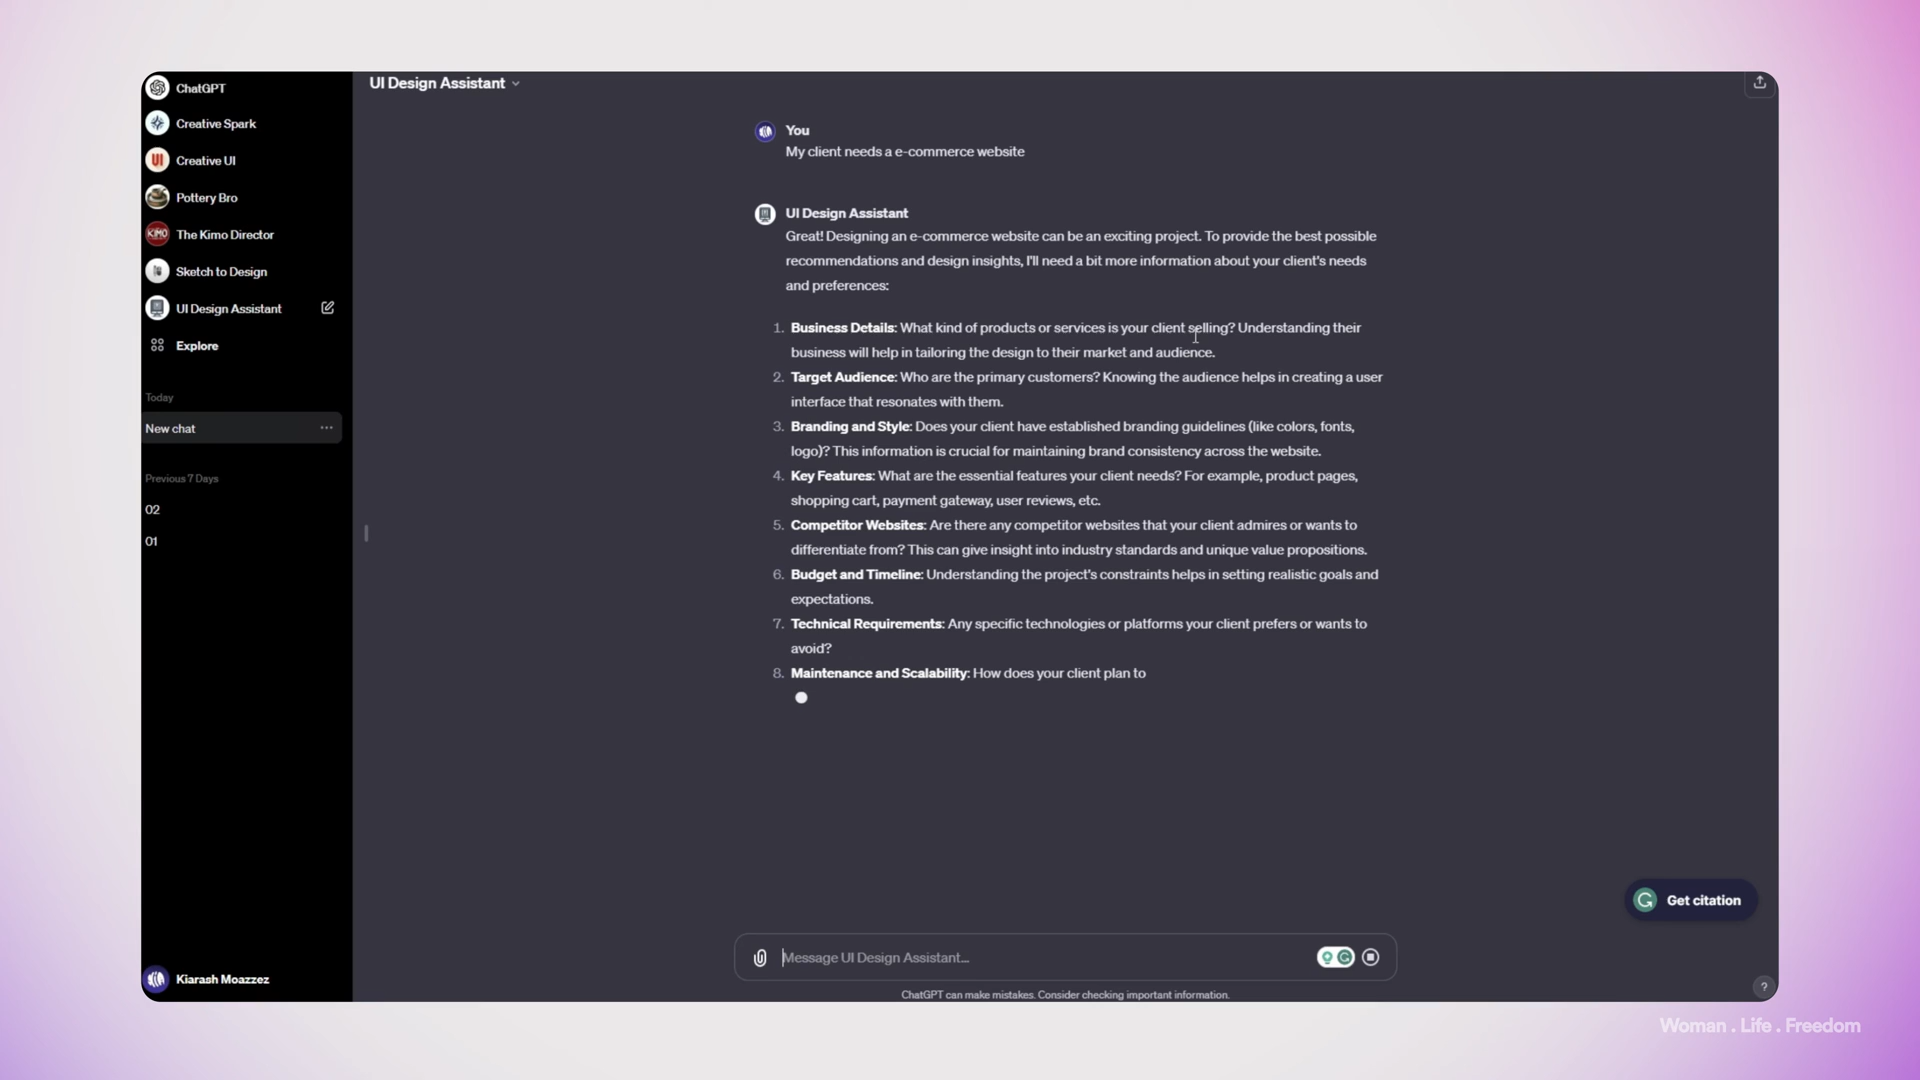 ChatGPT
Creative Spark
UI
Creative UI
Pottery Bro
KIMO
The Kimo Director
Sketch to Design
UI Design Assistant
Explore
Today
New chat
Previous 7 Days
02
01
Kiarash Moazzez
UI Design Assistant
You
My client needs a e-commerce website
UI Design Assistant
Great! Designing an e-commerce website can be an exciting project. To provide the best possible
recommendations and design insights, I'll need a bit more information about your client's needs
and preferences:
1. Business Details: What kind of products or services is your client selling? Understanding their
business will help in tailoring the design to their market and audience.
2. Target Audience: Who are the primary customers? Knowing the audience helps in creating a user
interface that resonates with them.
3. Branding and Style: Does your client have established branding guidelines (like colors, fonts,
logo)? This information is crucial for maintaining brand consistency across the website.
4. Key Features: What are the essential features your client needs? For example, product pages,
shopping cart, payment gateway, user reviews, etc.
5. Competitor Websites: Are there any competitor websites that your client admires or wants to
differentiate from? This can give insight into industry standards and unique value propositions.
6. Budget and Timeline: Understanding the project's constraints helps in setting realistic goals and
expectations.
7. Technical Requirements: Any specific technologies or platforms your client prefers or wants to
avoid?
8. Maintenance and Scalability: How does your client plan to
Get citation
Message UI Design Assistant...
ChatGPT can make mistakes. Consider checking important information.
?
Woman . Life . Freedom